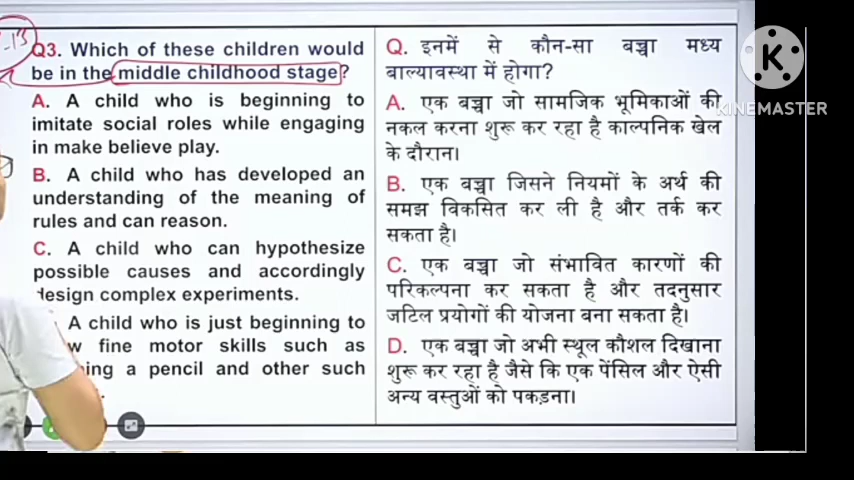 -13
Q3. Which of these children would
be in the middle childhood stage?
A. A child who is beginning to
imitate social roles while engaging
in make believe play.
B. A child who has developed an
understanding of the meaning of
rules and can reason.
C. A child who can hypothesize
possible causes and accordingly
design complex experiments.
A child who is just beginning to
fine motor skills such as
a pencil and other such
Q. इनमें से कौन-सा बच्चा मध्य
बाल्यावस्था में होगा?
A. एक बच्चा जो सामजिक भूमिकाओं की
नकल करना शुरू कर रहा है काल्पनिक खेल
के दौरान।
B. एक बच्चा जिसने नियमों के अर्थ की
समझ विकसित कर ली है और तर्क कर
सकता है।
C. एक बच्चा जो संभावित कारणों की
परिकल्पना कर सकता है और तदनुसार
जटिल प्रयोगों की योजना बना सकता है।
D. एक बच्चा जो अभी स्थूल कौशल दिखाना
शुरू कर रहा है जैसे कि एक पेंसिल और ऐसी
अन्य वस्तुओं को पकड़ना।
KINEMASTER